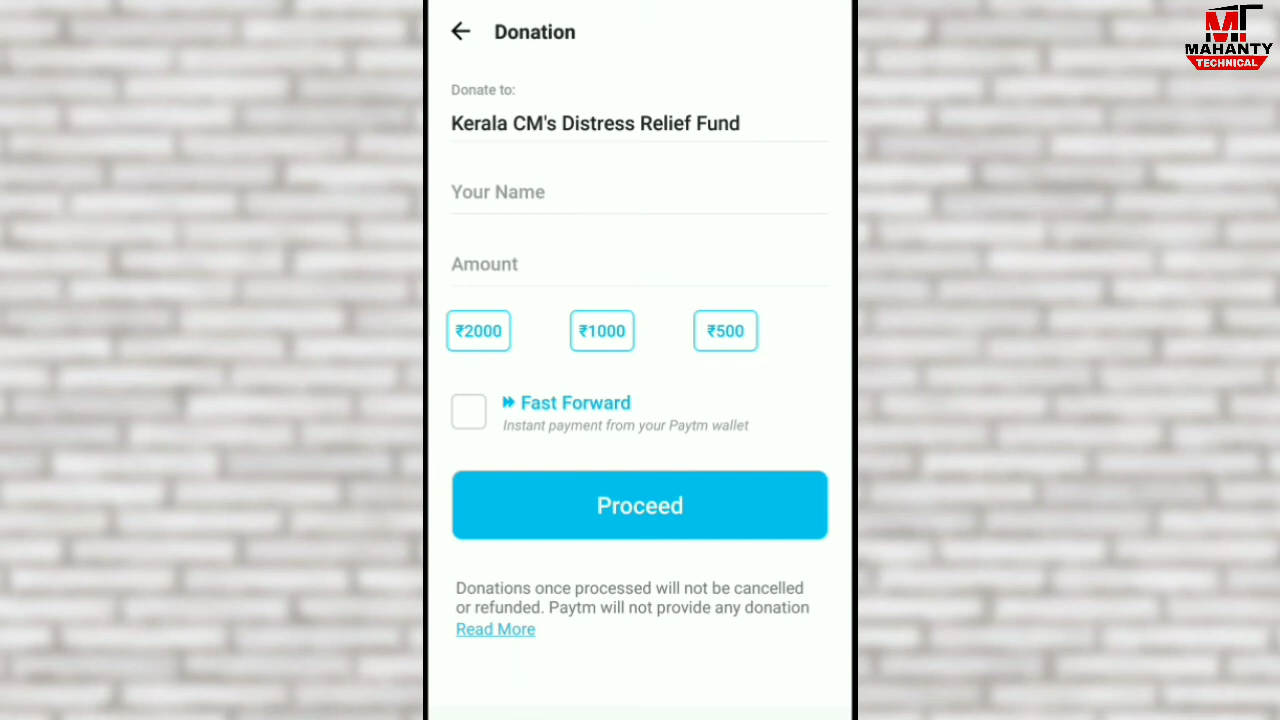 Donation
MT
MAHANTY
TECHNICAL
Donate to:
Kerala CM's Distress Relief Fund
Your Name
Amount
₹2000 ₹1000 ₹500
Fast Forward
Instant payment from your Paytm wallet
Proceed
Donations once processed will not be cancelled
or refunded. Paytm will not provide any donation
Read More